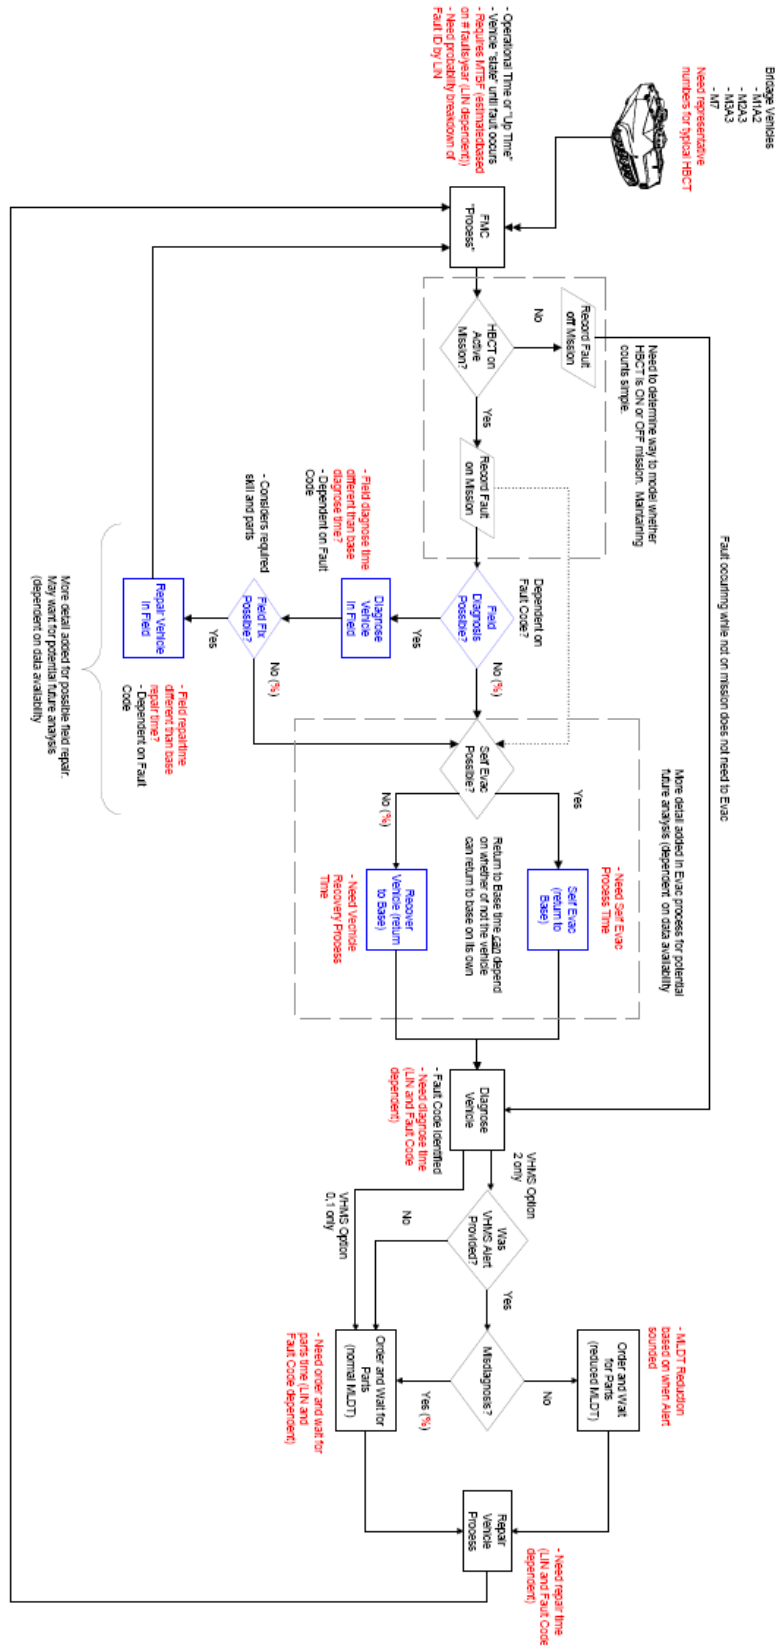 Bridage Vehicles
- M1A2
- M2A3
- M3A3
- M7
Need representative
numbers for typical HBCT
- Operational Time or "Up Time"
- Vehicle "state" until fault occurs
- Requires MTBF (estimatedbased
on # faults/year (LIN dependent))
- Need probability breakdown of
Fault ID by LIN
FMC
"Process"
HBCT on
Active
Mission?
No
Record Fault
off Mission
Yes
Record Fault
on Mission
Need to determine way to model whether
HBCT is ON or OFF mission. Maintaining
counts simple.
Fault occurring while not on mission does not need to Evac
Dependent on
Fault Code?
Field
Diagnosis
Possible?
Yes
No (%)
Diagnose
Vehicle
In Field
- Field diagnose time
different than base
diagnose time?
- Dependent on Fault
Code
Field Fix
Possible?
- Considers required
skill and parts
Yes
No (%)
Repair Vehicle
In Field
- Field repairtime
different than base
repair time?
- Dependent on Fault
Code
More detail added for possible field repair.
May want for potential future analysis
(dependent on data availability
More detail added in Evac process for potential
future analysis (dependent on data availability
Self Evac
Possible?
Yes
No (%)
Self Evac
(return to
Base)
- Need Self Evac
Process Time
Return to Base time can depend
on whether of not the vehicle
can return to base on its own
Recover
Vehicle (return
to Base)
- Need Vechicle
Recovery Process
Time
Diagnose
Vehicle
- Fault Code Identified
- Need diagnose time
(LIN and Fault Code
dependent)
VHMS Option
2 only
VHMS Option
0,1 only
Was
VHMS Alert
Provided?
No
Yes
Misdiagnosis?
No
Yes (%)
Order and Wait
for Parts
(reduced MLDT)
- MLDT Reduction
based on when Alert
sounded
Order and Wait for
Parts
(normal MLDT)
- Need order and wait for
parts time (LIN and
Fault Code dependent)
Repair
Vehicle
Process
- Need repair time
(LIN and Fault Code
dependent)